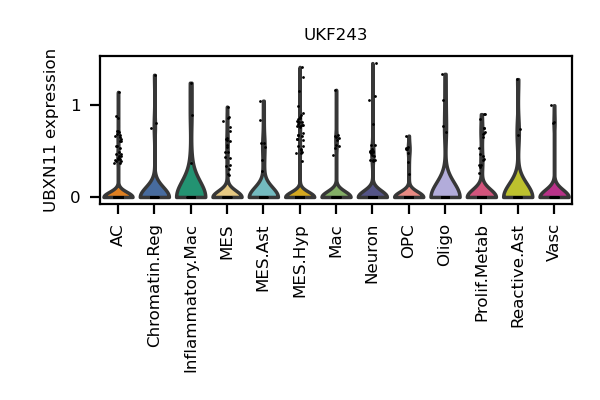 UKF243
UBXN11 expression
1
0
AC
Chromatin.Reg
Inflammatory.Mac
MES
MES.Ast
MES.Hyp
Mac
Neuron
OPC
Oligo
Prolif.Metab
Reactive.Ast
Vasc